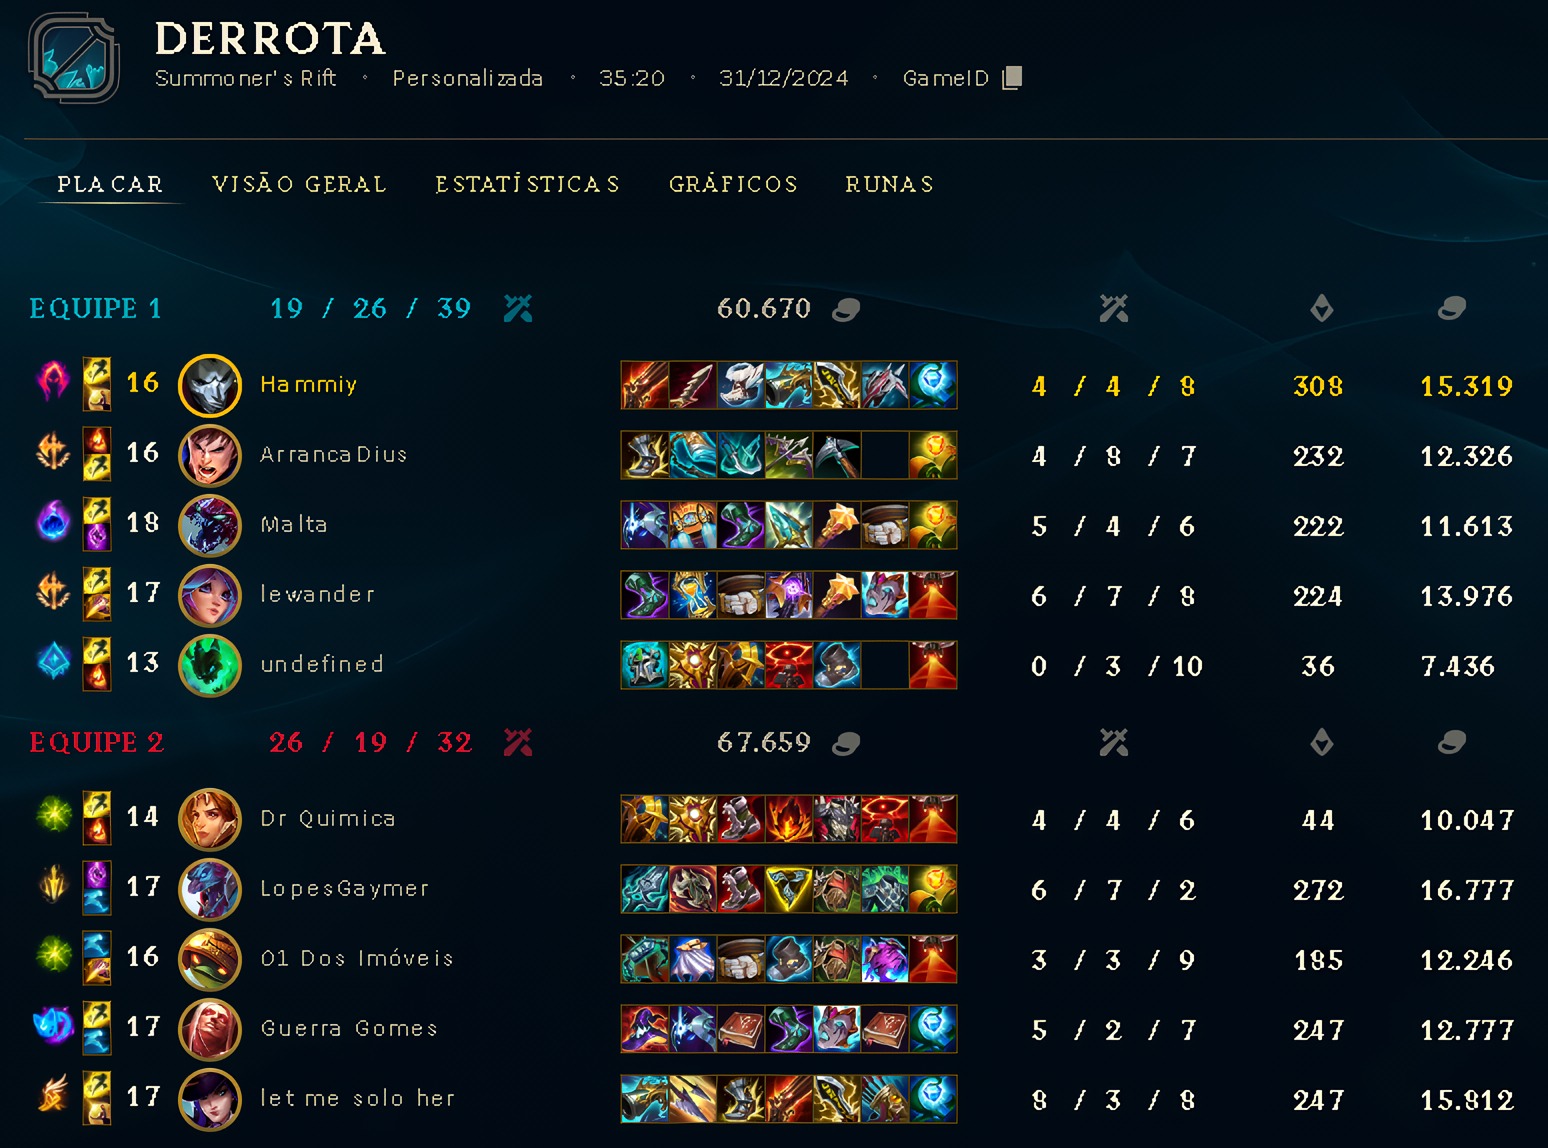 DERROTA
Summoner's Rift • Personalizada • 35:20 • 31/12/2024 • GameID
PLACAR VISÃO GERAL ESTATÍSTICAS GRÁFICOS RUNAS
EQUIPE 1 19 / 26 / 39 60.670
16 Hammiy 4 / 4 / 8 308 15.319
16 ArrancaDius 4 / 8 / 7 232 12.326
18 Malta 5 / 4 / 6 222 11.613
17 lewander 6 / 7 / 8 224 13.976
13 undefined 0 / 3 / 10 36 7.436
EQUIPE 2 26 / 19 / 32 67.659
14 Dr Quimica 4 / 4 / 6 44 10.047
17 LopesGaymer 6 / 7 / 2 272 16.777
16 01 Dos Imóveis 3 / 3 / 9 185 12.246
17 Guerra Gomes 5 / 2 / 7 247 12.777
17 let me solo her 8 / 3 / 8 247 15.812